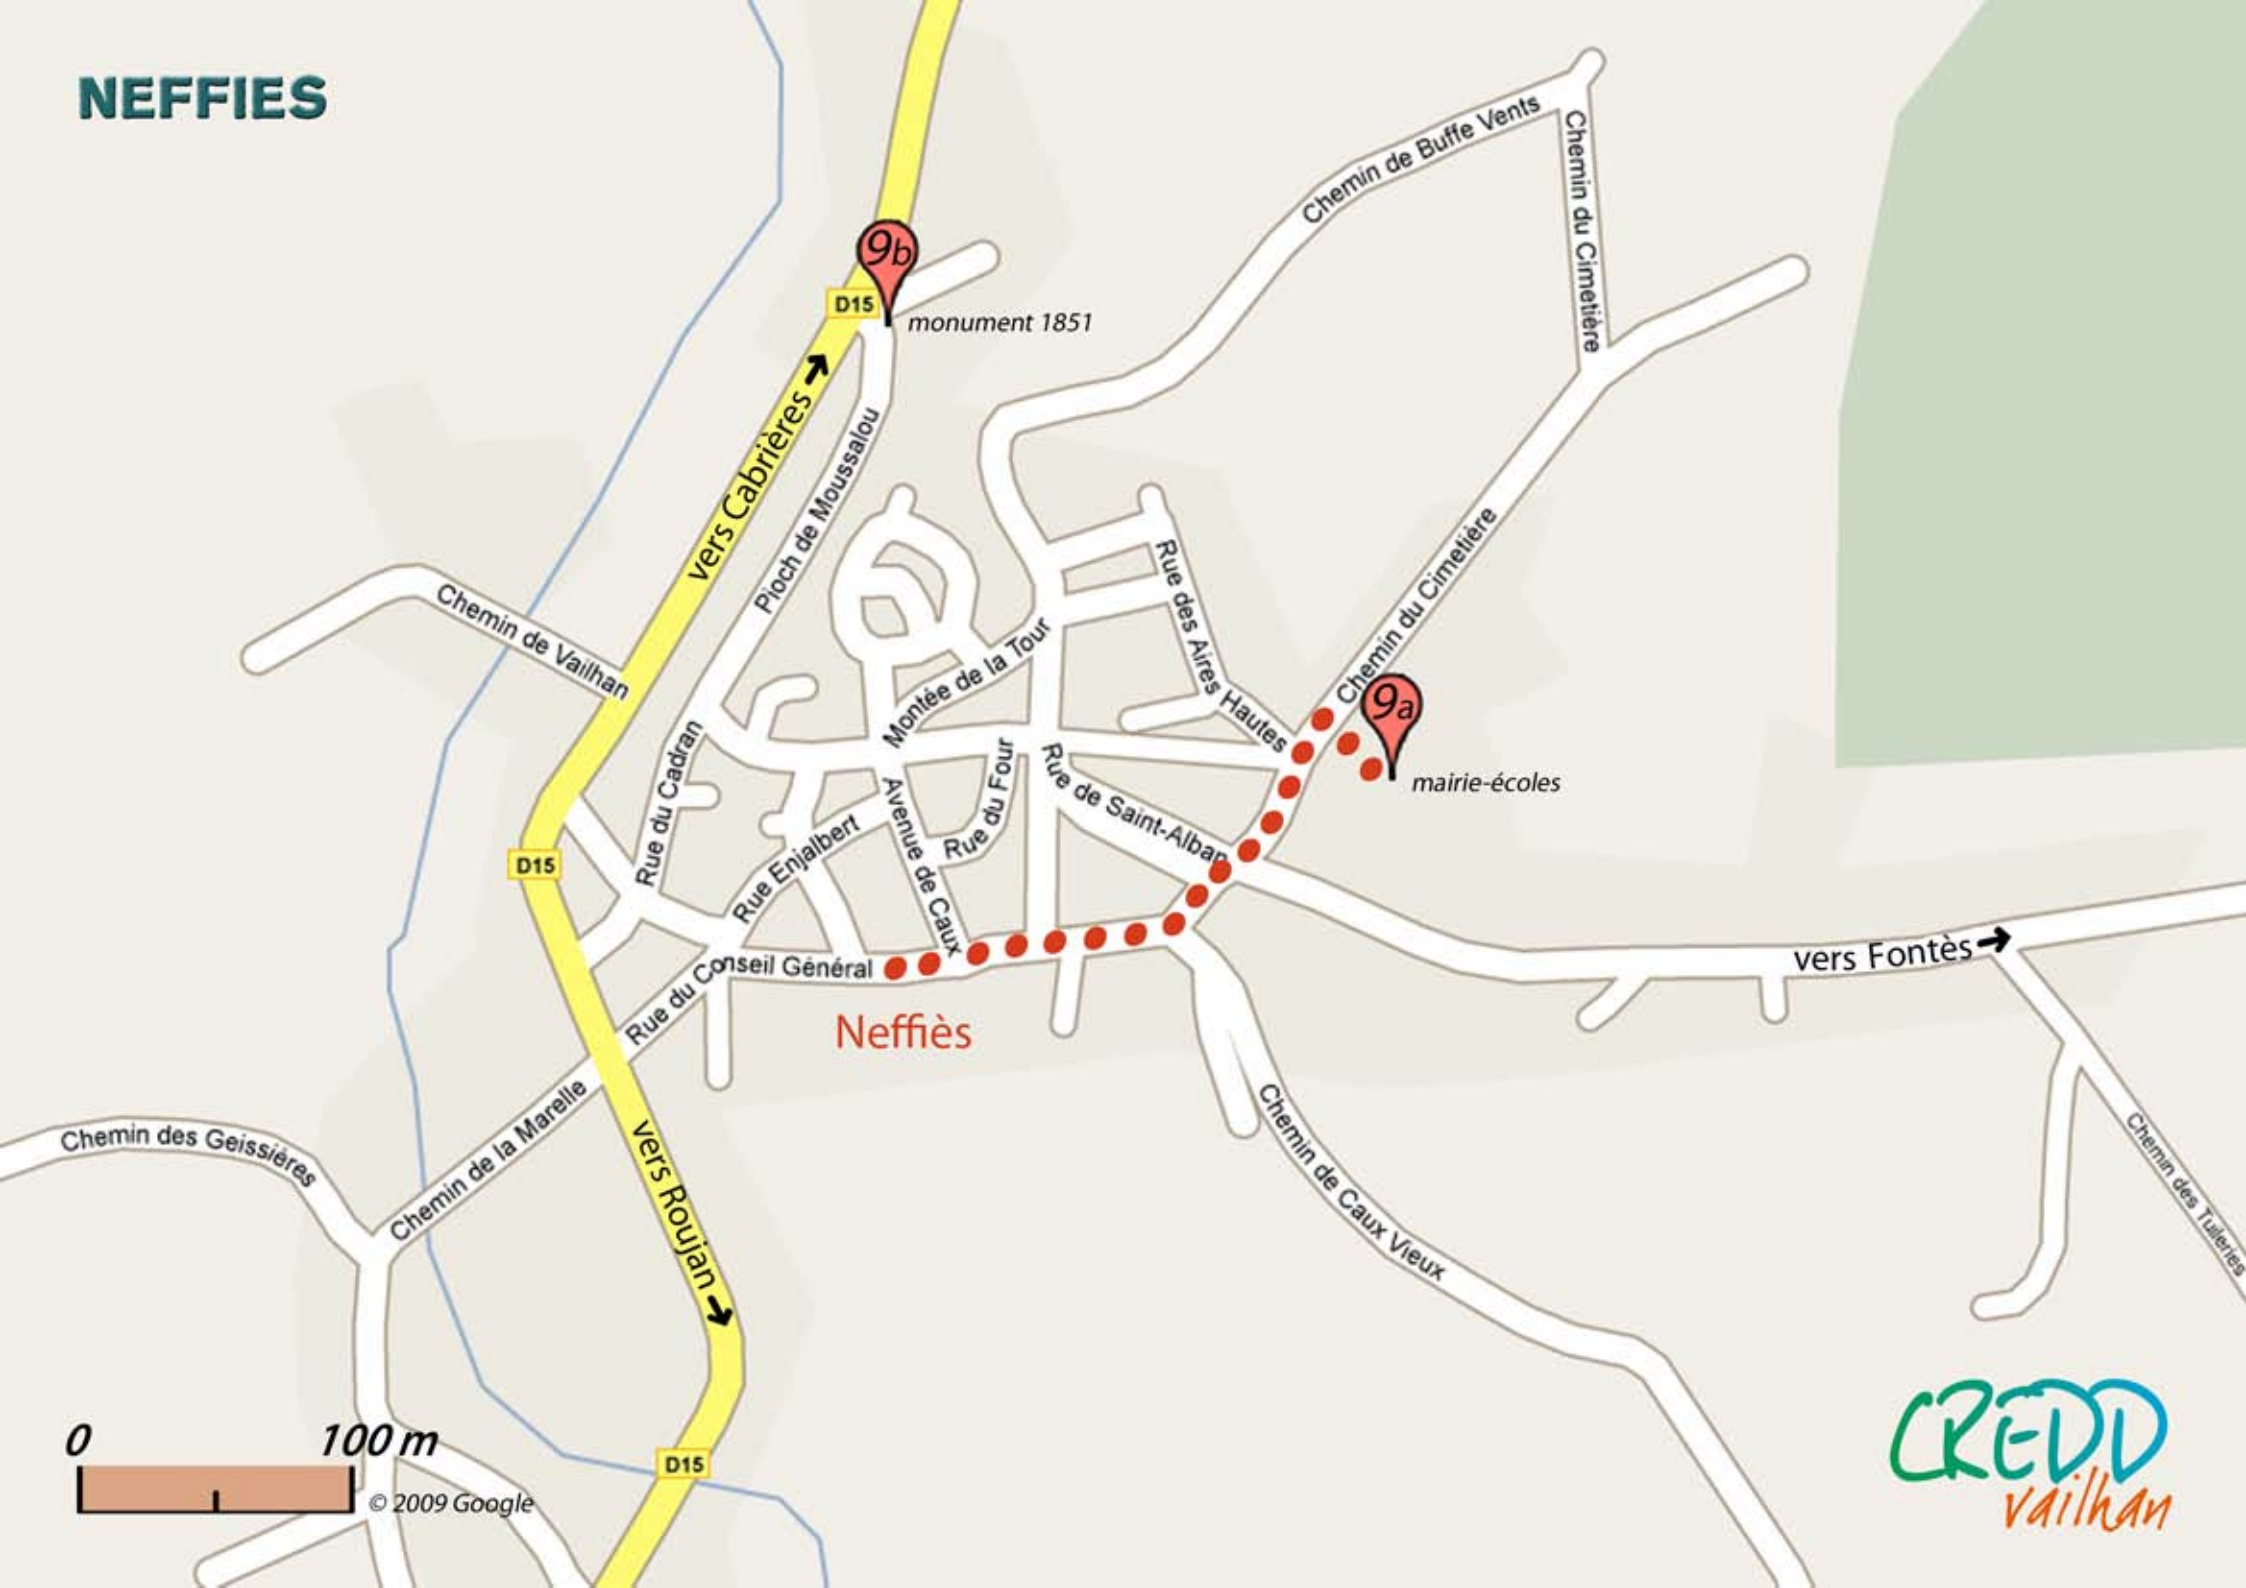 NEFFIES
Chemin de Buffe Vents
Chemin du Cimetière
9b
D15
monument 1851
vers Cabrières
Pioch de Moussalou
Chemin de Vailhan
Rue des Aires Hautes
Chemin du Cimetière
Montée de la Tour
9a
mairie-écoles
Rue du Cadran
Rue du Four
Rue de Saint-Alban
Avenue de Caux
Rue Enjalbert
D15
Rue du Conseil Général
vers Fontès
Neffiès
Chemin de la Marelle
Chemin des Geissières
vers Roujan
Chemin de Caux Vieux
Chemin des Tuileries
D15
0 100 m
© 2009 Google
CREDD
vailhan